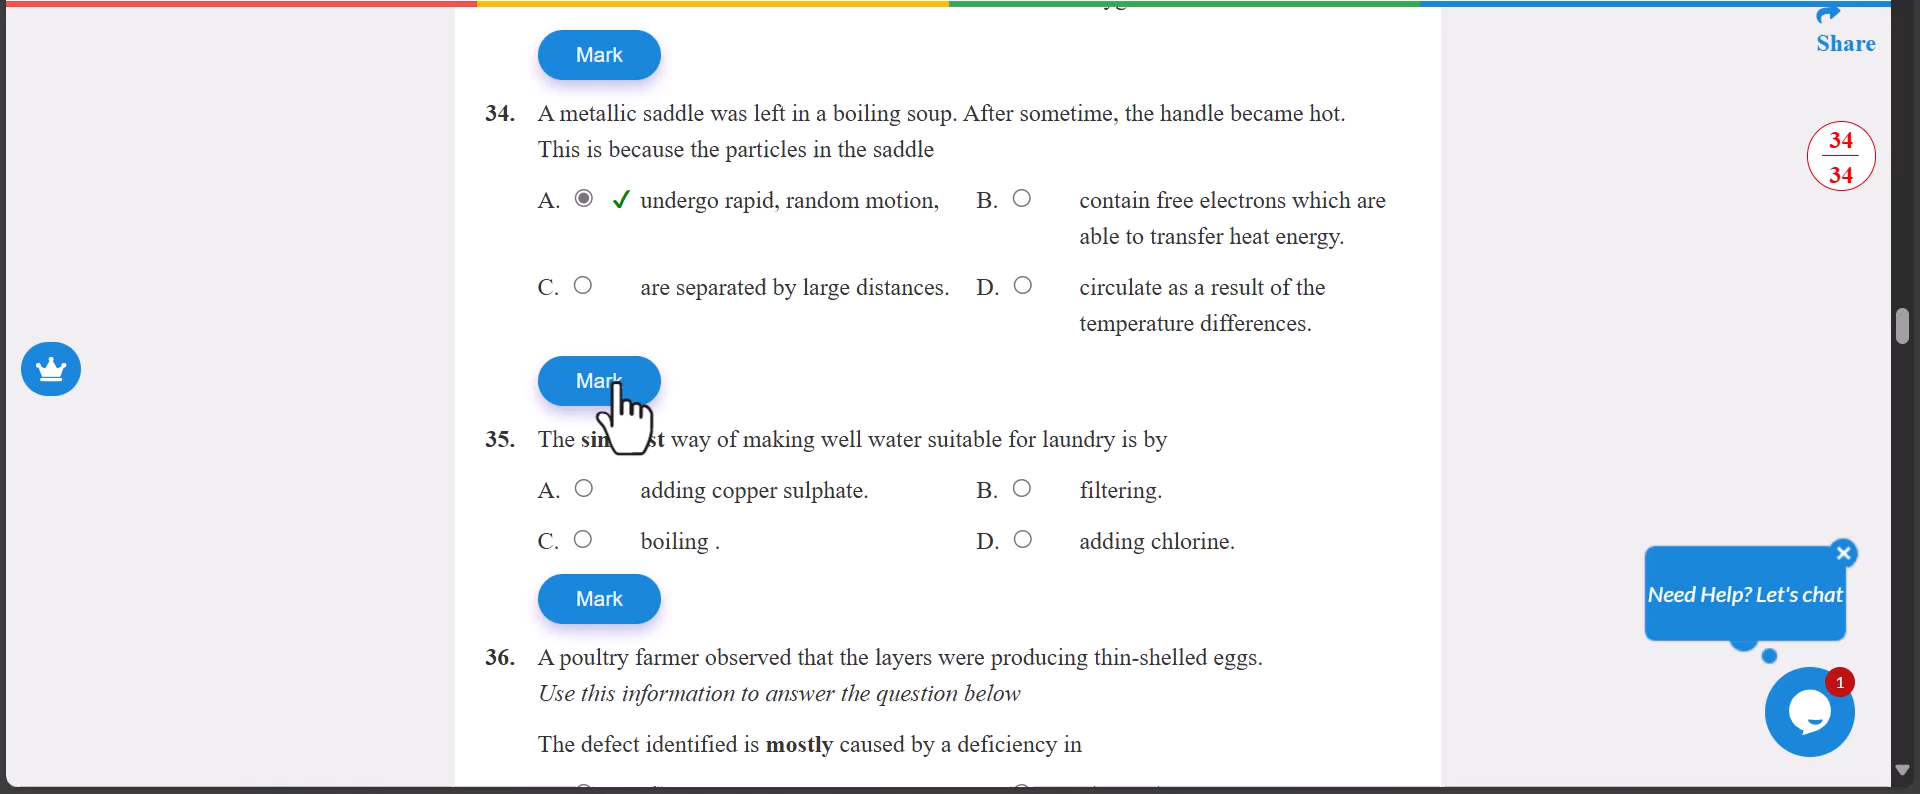 Share
Mark
34. A metallic saddle was left in a boiling soup. After sometime, the handle became hot.
This is because the particles in the saddle
34
34
A. ✓ undergo rapid, random motion, B. contain free electrons which are
able to transfer heat energy.
C. are separated by large distances. D. circulate as a result of the
temperature differences.
Mark
35. The way of making well water suitable for laundry is by
A. adding copper sulphate. B. filtering.
C. boiling . D. adding chlorine.
Need Help? Let's chat
Mark
36. A poultry farmer observed that the layers were producing thin-shelled eggs.
Use this information to answer the question below
1
The defect identified is mostly caused by a deficiency in